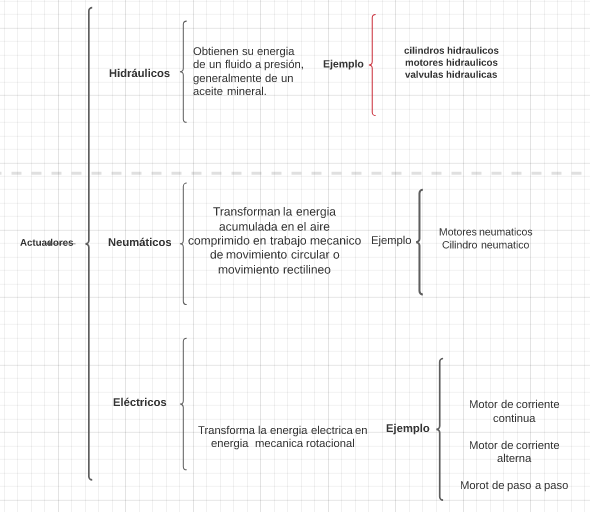 Actuadores
Hidráulicos
Obtienen su energia
de un fluido a presión,
generalmente de un
aceite mineral.
Ejemplo
cilindros hidraulicos
motores hidraulicos
valvulas hidraulicas
Neumáticos
Transforman la energia
acumulada en el aire
comprimido en trabajo mecanico
de movimiento circular o
movimiento rectilineo
Ejemplo
Motores neumaticos
Cilindro neumatico
Eléctricos
Transforma la energia electrica en
energia mecanica rotacional
Ejemplo
Motor de corriente
continua
Motor de corriente
alterna
Morot de paso a paso